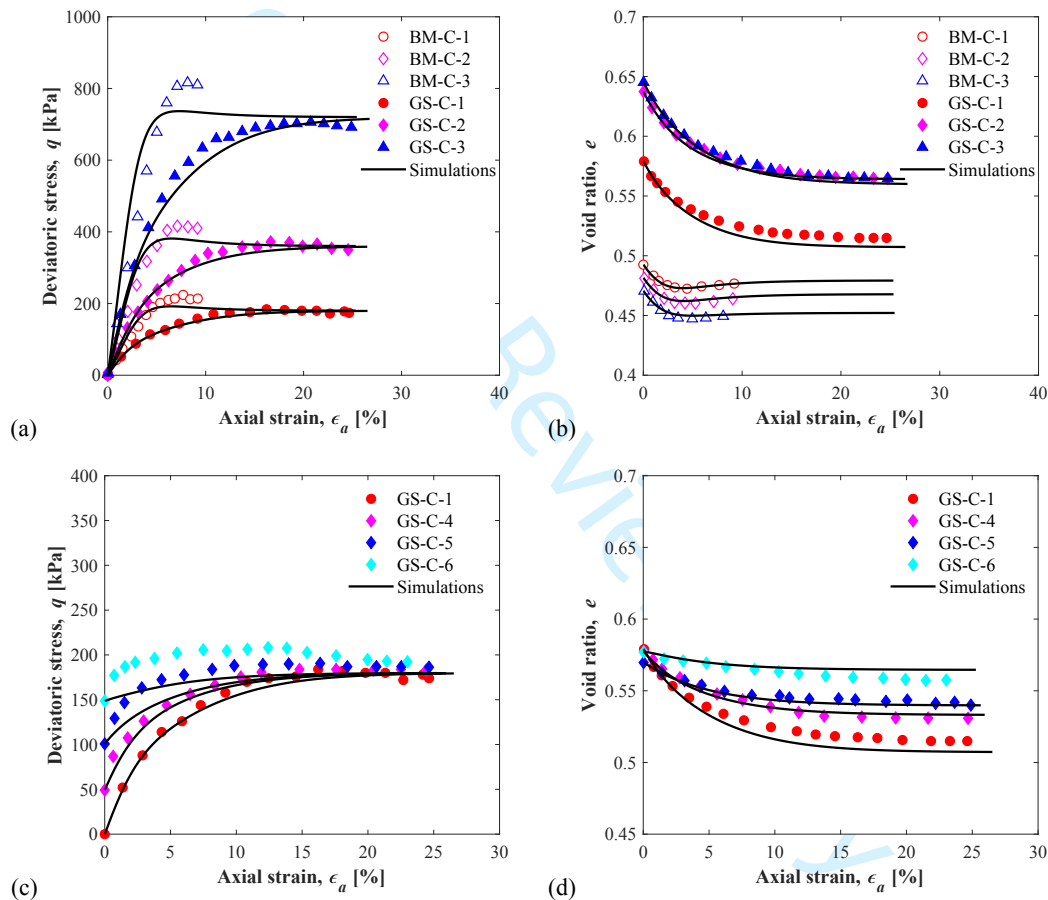 1000
800
600
400
200
0
0 10 20 30 40
Deviatoric stress, q [kPa]
Axial strain, ϵa [%]
BM-C-1
BM-C-2
BM-C-3
GS-C-1
GS-C-2
GS-C-3
Simulations
(a)
0.7
0.6
0.5
0.4
0 10 20 30 40
Void ratio, e
Axial strain, ϵa [%]
BM-C-1
BM-C-2
BM-C-3
GS-C-1
GS-C-2
GS-C-3
Simulations
(b)
Review
400
350
300
250
200
150
100
50
0
0 5 10 15 20 25 30
Deviatoric stress, q [kPa]
Axial strain, ϵa [%]
GS-C-1
GS-C-4
GS-C-5
GS-C-6
Simulations
(c)
0.7
0.65
0.6
0.55
0.5
0.45
0 5 10 15 20 25 30
Void ratio, e
Axial strain, ϵa [%]
GS-C-1
GS-C-4
GS-C-5
GS-C-6
Simulations
(d)